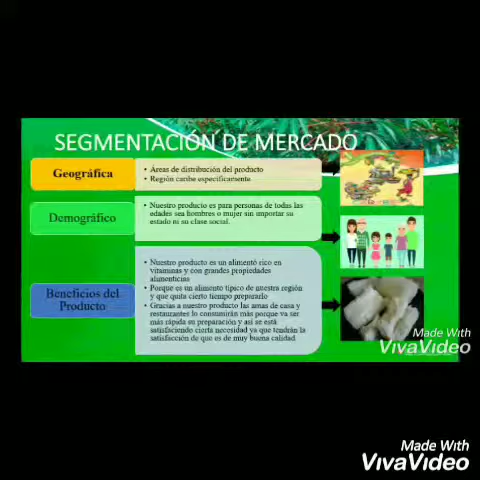 SEGMENTACIÓN DE MERCADO
Geográfica
• Áreas de distribución del producto
• Región caribe específicamente
Demográfico
• Nuestro producto es para personas de todas las
edades sea hombres o mujer sin importar su
estado ni su clase social.
Beneficios del
Producto
• Nuestro producto es un alimentó rico en
vitaminas y con grandes propiedades
alimenticias
• Porque es un alimento típico de nuestra región
y que quita cierto tiempo prepararlo
• Gracias a nuestro producto las amas de casa y
restaurantes lo consumirán más porque va ser
más rápida su preparación y así se está
satisfaciendo cierta necesidad ya que tendrán la
satisfacción de que es de muy buena calidad.
Made With
VivaVideo
Made With
VivaVideo